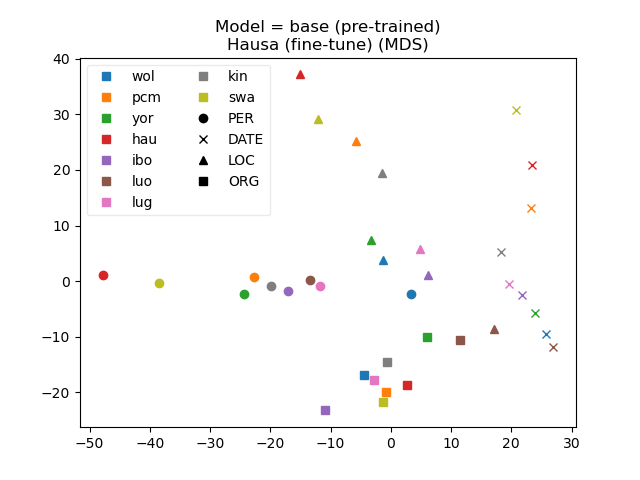 Model = base (pre-trained)
Hausa (fine-tune) (MDS)
40
30
20
10
0
−10
−20
wol
pcm
yor
hau
ibo
luo
lug
kin
swa
PER
DATE
LOC
ORG
−50
−40
−30
−20
−10
0
10
20
30